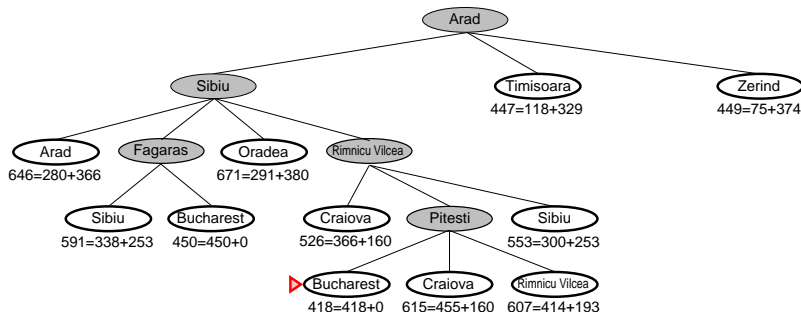 Arad
Sibiu
Timisoara
Zerind
447=118+329
449=75+374
Arad
Fagaras
Oradea
Rimnicu Vilcea
646=280+366
671=291+380
Sibiu
Bucharest
Craiova
Pitesti
Sibiu
591=338+253
450=450+0
526=366+160
553=300+253
Bucharest
Craiova
Rimnicu Vilcea
418=418+0
615=455+160
607=414+193